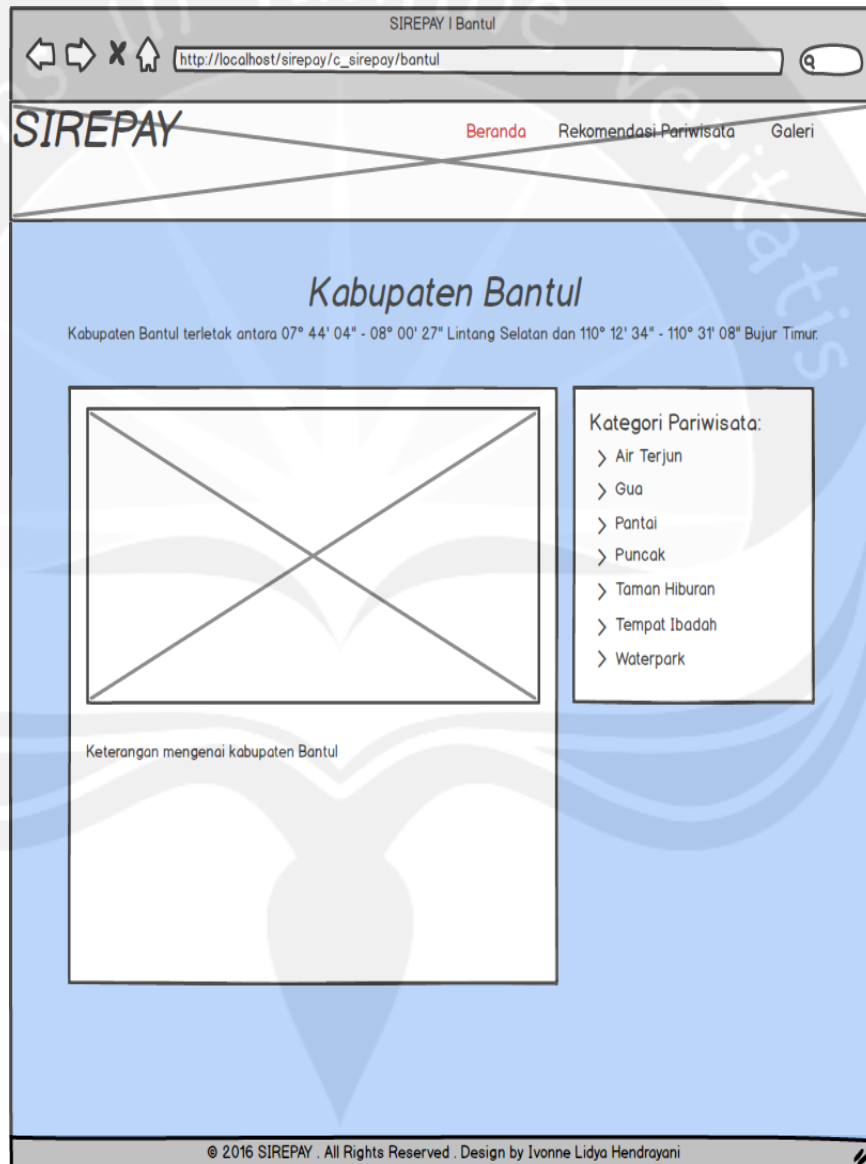 SIREPAY | Bantul
http://localhost/sirepay/c_sirepay/bantul
SIREPAY
Beranda Rekomendasi Pariwisata Galeri
Kabupaten Bantul
Kabupaten Bantul terletak antara 07° 44' 04" - 08° 00' 27" Lintang Selatan dan 110° 12' 34" - 110° 31' 08" Bujur Timur.
Kategori Pariwisata:
Air Terjun
Gua
Pantai
Puncak
Taman Hiburan
Tempat Ibadah
Waterpark
Keterangan mengenai kabupaten Bantul
© 2016 SIREPAY . All Rights Reserved . Design by Ivonne Lidya Hendrayani
in lumine veritatis